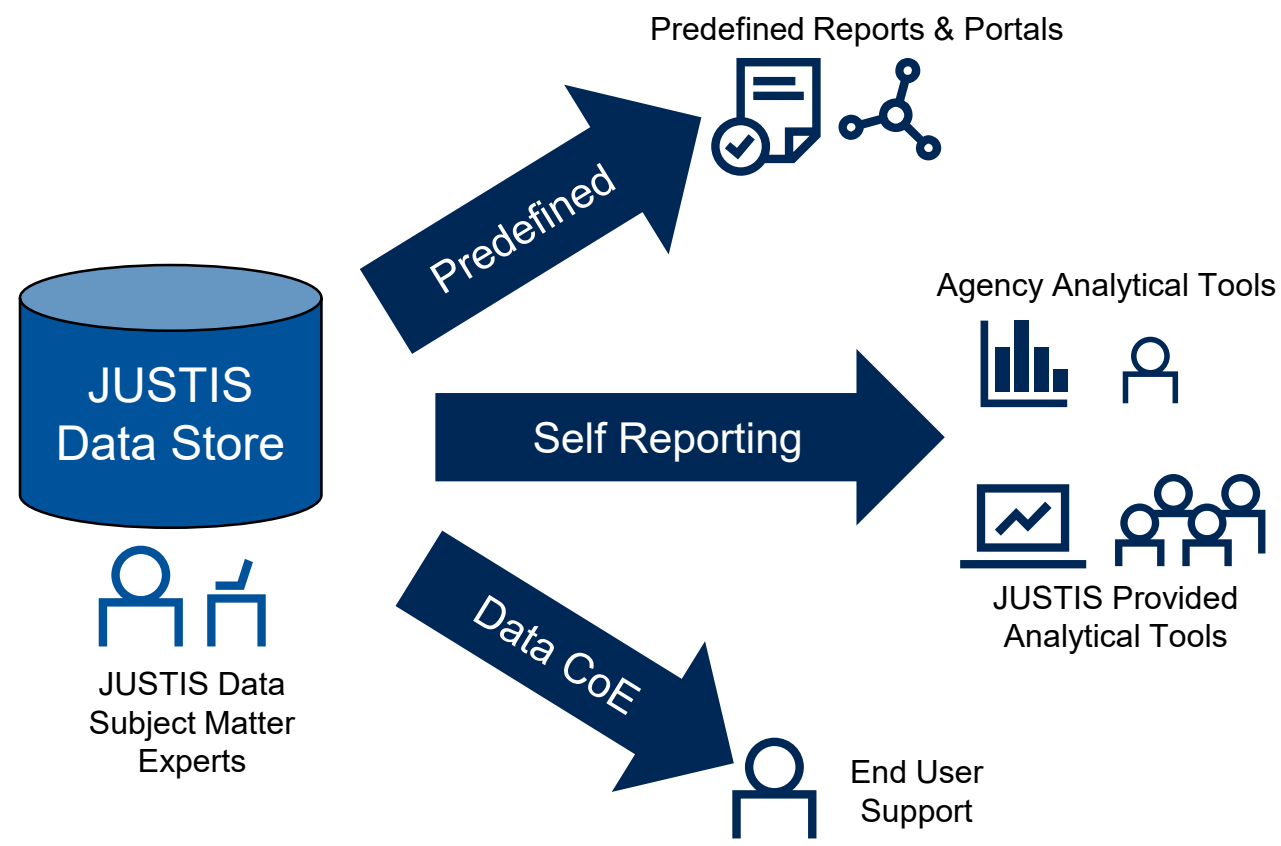 Predefined Reports & Portals
Predefined
Agency Analytical Tools
JUSTIS
Data Store
Self Reporting
JUSTIS Provided
Analytical Tools
Data CoE
JUSTIS Data
Subject Matter
Experts
End User
Support